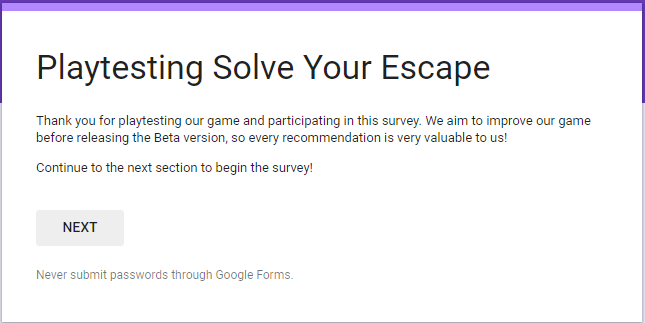 Playtesting Solve Your Escape
Thank you for playtesting our game and participating in this survey. We aim to improve our game
before releasing the Beta version, so every recommendation is very valuable to us!
Continue to the next section to begin the survey!
NEXT
Never submit passwords through Google Forms.